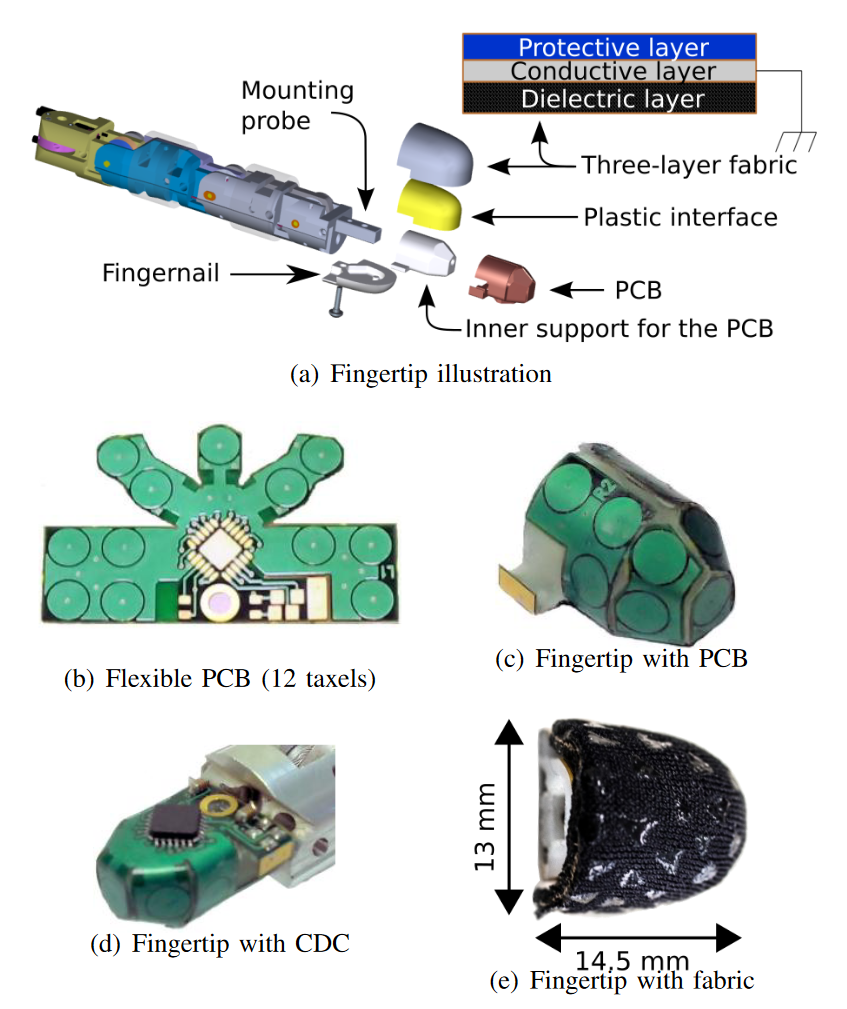 Protective layer
Conductive layer
Dielectric layer
Mounting
probe
Three-layer fabric
Plastic interface
Fingernail
PCB
Inner support for the PCB
(a) Fingertip illustration
R2
11
(b) Flexible PCB (12 taxels)
(c) Fingertip with PCB
13 mm
14,5 mm
(d) Fingertip with CDC
(e) Fingertip with fabric